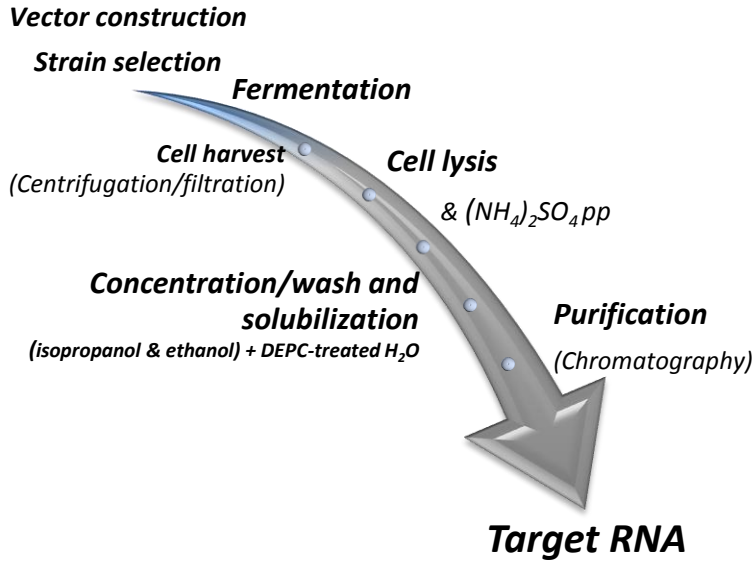 Vector construction
Strain selection
Fermentation
Cell harvest
(Centrifugation/filtration)
Cell lysis
& (NH₄)₂SO₄ pp
Concentration/wash and
solubilization
(isopropanol & ethanol) + DEPC-treated H₂O
Purification
(Chromatography)
Target RNA